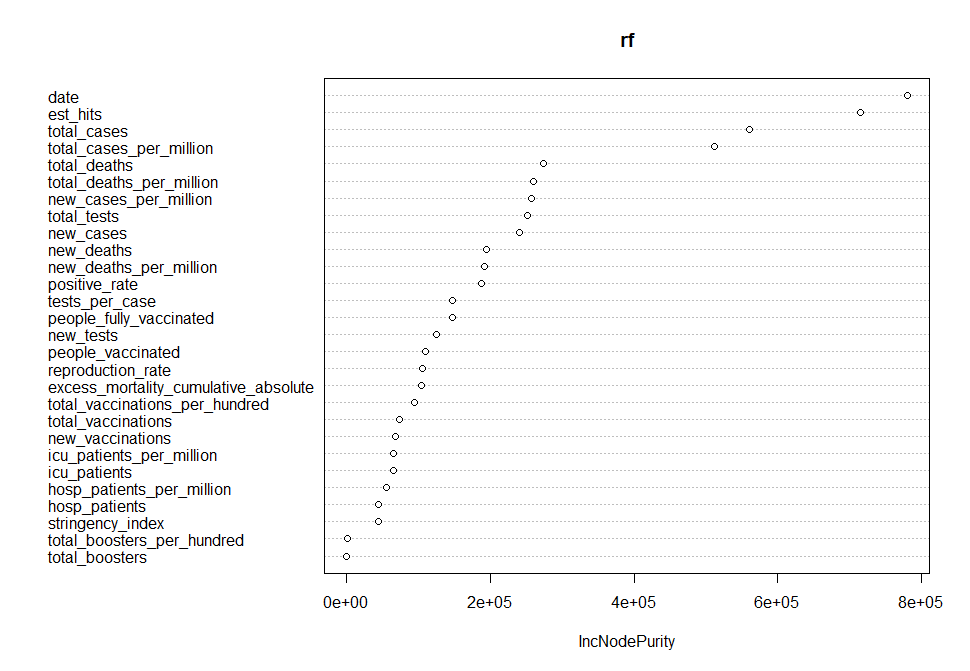 rf
date
est_hits
total_cases
total_cases_per_million
total_deaths
total_deaths_per_million
new_cases_per_million
total_tests
new_cases
new_deaths
new_deaths_per_million
positive_rate
tests_per_case
people_fully_vaccinated
new_tests
people_vaccinated
reproduction_rate
excess_mortality_cumulative_absolute
total_vaccinations_per_hundred
total_vaccinations
new_vaccinations
icu_patients_per_million
icu_patients
hosp_patients_per_million
hosp_patients
stringency_index
total_boosters_per_hundred
total_boosters
0e+00 2e+05 4e+05 6e+05 8e+05
IncNodePurity